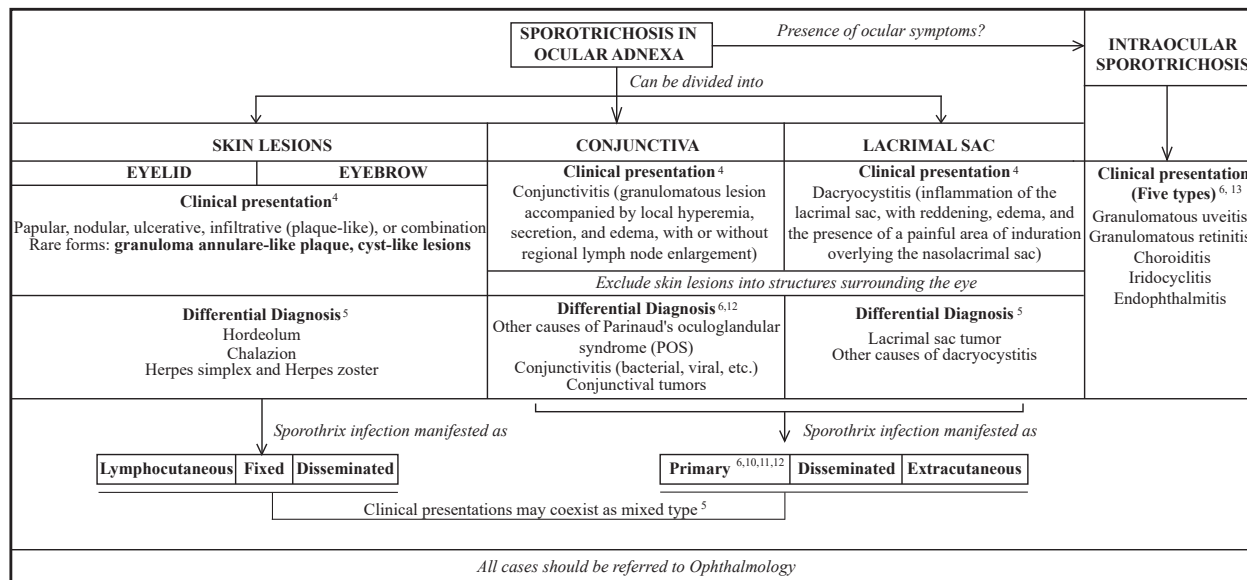 SPOROTRICHOSIS IN
OCULAR ADNEXA
Presence of ocular symptoms?
INTRAOCULAR
SPOROTRICHOSIS
Can be divided into
SKIN LESIONS
CONJUNCTIVA
LACRIMAL SAC
EYELID
EYEBROW
Clinical presentation 4
Papular, nodular, ulcerative, infiltrative (plaque-like), or combination
Rare forms: granuloma annulare-like plaque, cyst-like lesions
Clinical presentation 4
Conjunctivitis (granulomatous lesion
accompanied by local hyperemia,
secretion, and edema, with or without
regional lymph node enlargement)
Clinical presentation 4
Dacryocystitis (inflammation of the
lacrimal sac, with reddening, edema, and
the presence of a painful area of induration
overlying the nasolacrimal sac)
Clinical presentation
(Five types) 6, 13
Granulomatous uveitis
Granulomatous retinitis
Choroiditis
Iridocyclitis
Endophthalmitis
Exclude skin lesions into structures surrounding the eye
Differential Diagnosis 5
Hordeolum
Chalazion
Herpes simplex and Herpes zoster
Differential Diagnosis 6,12
Other causes of Parinaud's oculoglandular
syndrome (POS)
Conjunctivitis (bacterial, viral, etc.)
Conjunctival tumors
Differential Diagnosis 5
Lacrimal sac tumor
Other causes of dacryocystitis
Sporothrix infection manifested as
Sporothrix infection manifested as
Lymphocutaneous Fixed Disseminated
Primary 6,10,11,12 Disseminated Extracutaneous
Clinical presentations may coexist as mixed type 5
All cases should be referred to Ophthalmology